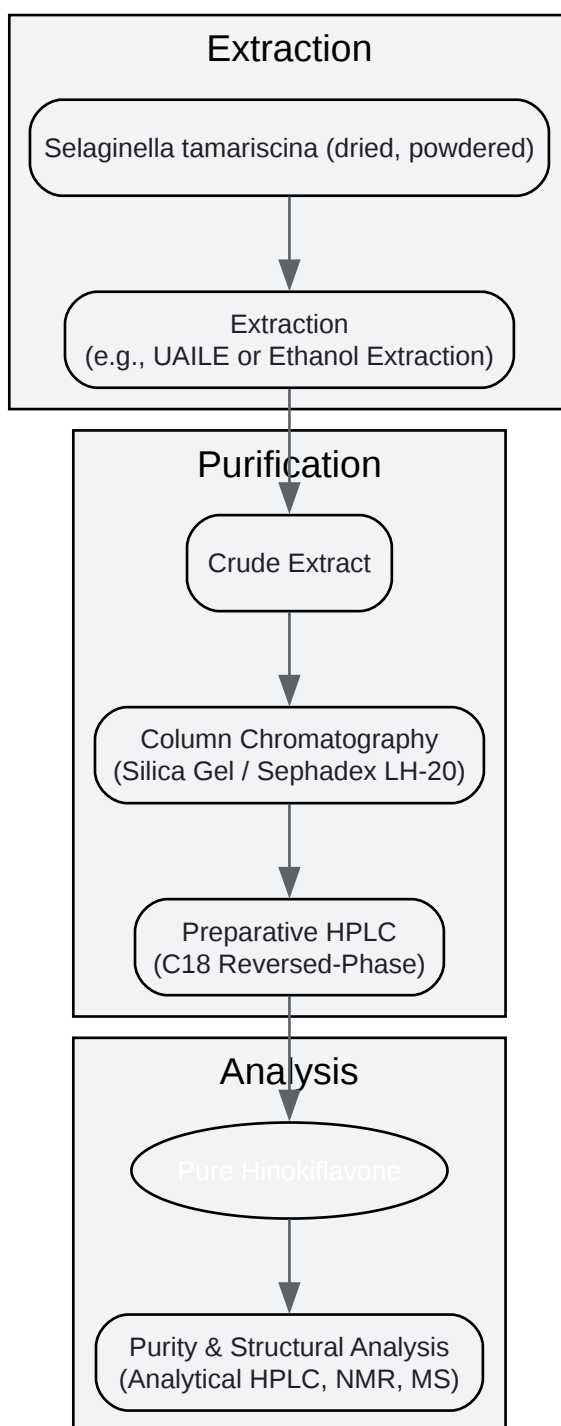 Extraction
Selaginella tamariscina (dried, powdered)
Extraction
(e.g., UAILE or Ethanol Extraction)
Purification
Crude Extract
Column Chromatography
(Silica Gel / Sephadex LH-20)
Preparative HPLC
(C18 Reversed-Phase)
Analysis
Pure Hinokiflavone
Purity & Structural Analysis
(Analytical HPLC, NMR, MS)